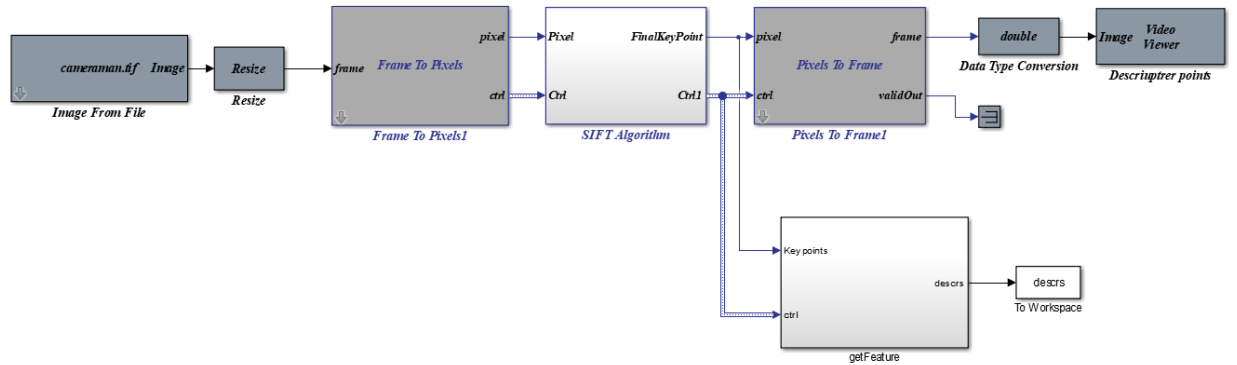 cameraman.tif
Image
Image From File
Resize
Resize
frame
Frame To Pixels
pixel
ctrl
Frame To Pixels1
Pixel
Ctrl
FinalKeyPoint
Ctrl1
SIFT Algorithm
pixel
ctrl
Pixels To Frame
frame
validOut
Pixels To Frame1
double
Data Type Conversion
Image
Video
Viewer
Descriuptrer points
Keypoints
ctrl
descrs
getFeature
descrs
To Workspace